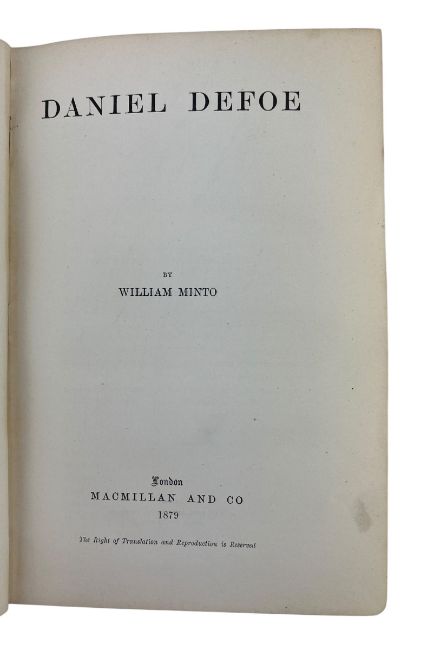 DANIEL DEFOE
BY
WILLIAM MINTO
London
MACMILLAN AND CO
1879
The Right of Translation and Reproduction is Reserved